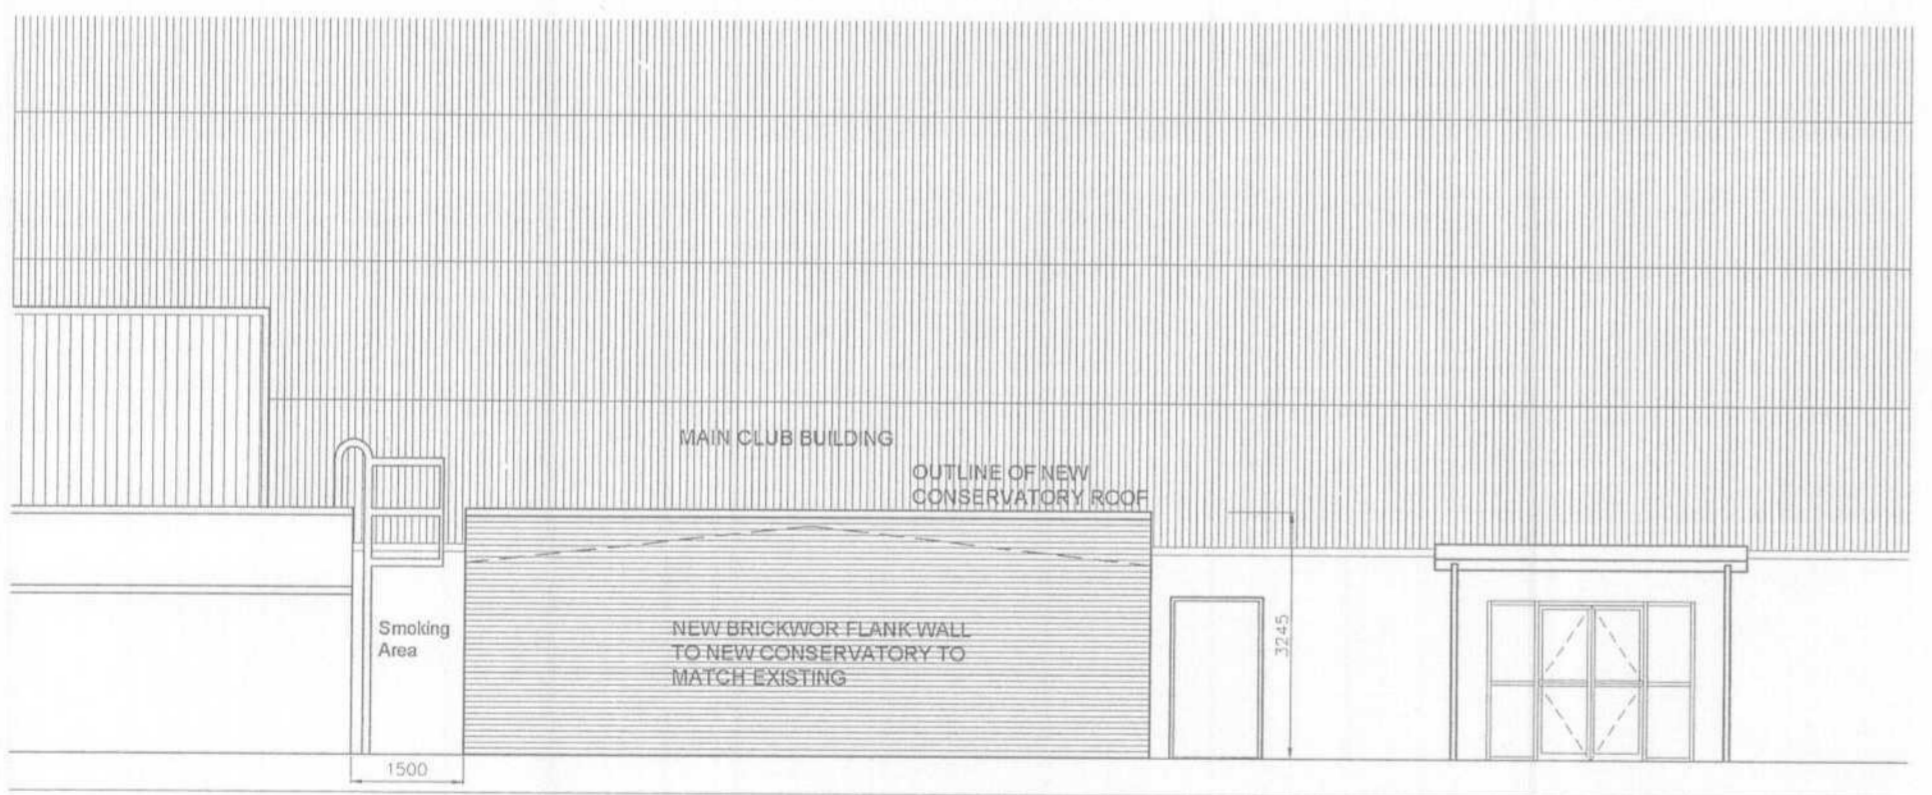 MAIN CLUB BUILDING
OUTLINE OF NEW
CONSERVATORY ROOF
Smoking
Area
NEW BRICKWOR FLANK WALL
TO NEW CONSERVATORY TO
MATCH EXISTING
3245
1500